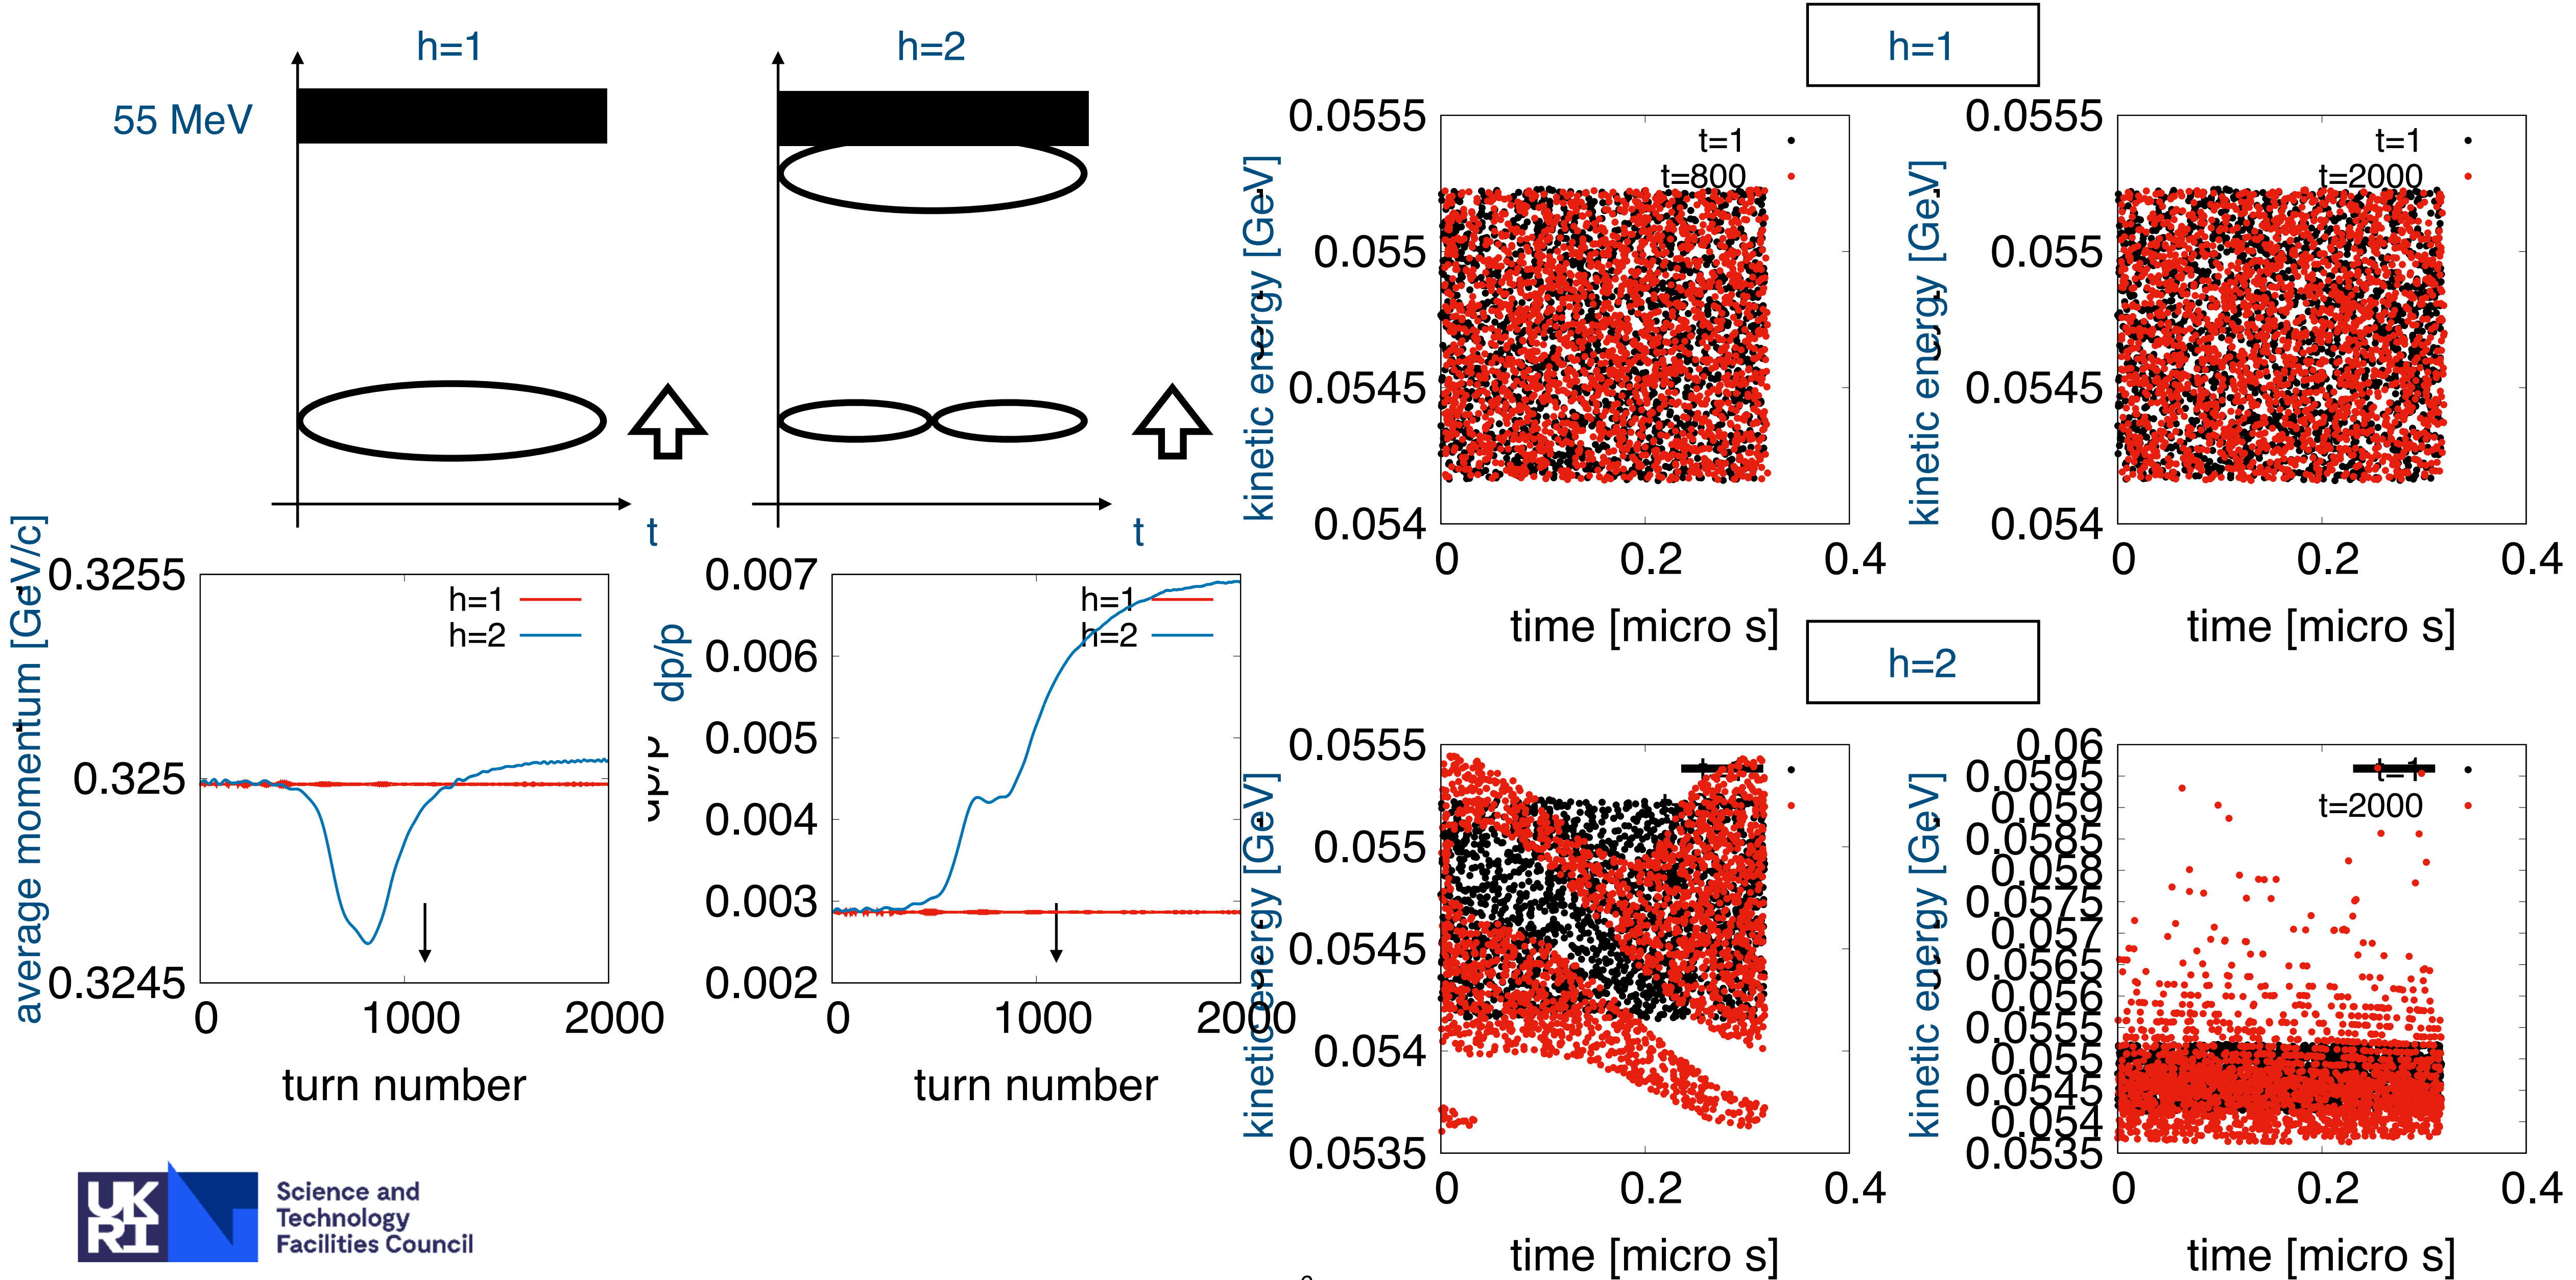 h=1
h=2
55 MeV
t
t
average momentum [GeV/c]
0.3255
0.325
0.3245
h=1
h=2
0
1000
2000
turn number
dp/p
dp/p
0.007
0.006
0.005
0.004
0.003
0.002
h=1
h=2
0
1000
2000
turn number
h=1
kinetic energy [GeV]
0.0555
0.055
0.0545
0.054
t=1
t=800
0
0.2
0.4
time [micro s]
kinetic energy [GeV]
0.0555
0.055
0.0545
0.054
t=1
t=2000
0
0.2
0.4
time [micro s]
h=2
kinetic energy [GeV]
0.0555
0.055
0.0545
0.054
0.0535
0
0.2
0.4
time [micro s]
kinetic energy [GeV]
0.06
0.0595
0.059
0.0585
0.058
0.0575
0.057
0.0565
0.056
0.0555
0.055
0.0545
0.054
0.0535
t=1
t=2000
0
0.2
0.4
time [micro s]
UKRI
Science and
Technology
Facilities Council